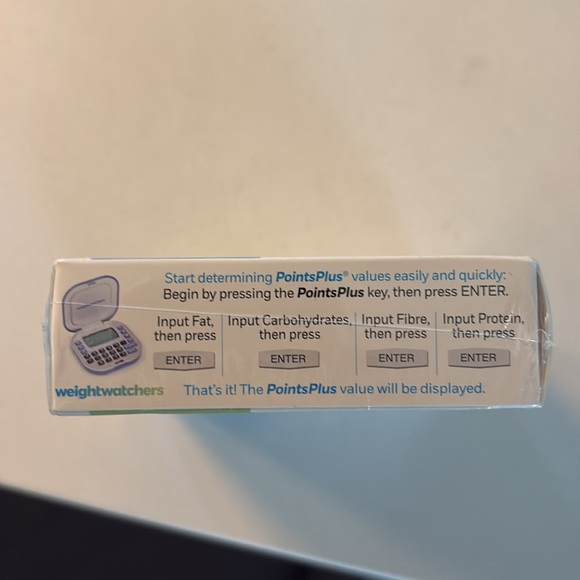 Start determining PointsPlus® values easily and quickly:
Begin by pressing the PointsPlus key, then press ENTER.
Input Fat,
then press
ENTER
Input Carbohydrates,
then press
ENTER
Input Fibre,
then press
ENTER
Input Protein,
then press
ENTER
weightwatchers
That's it! The PointsPlus value will be displayed.